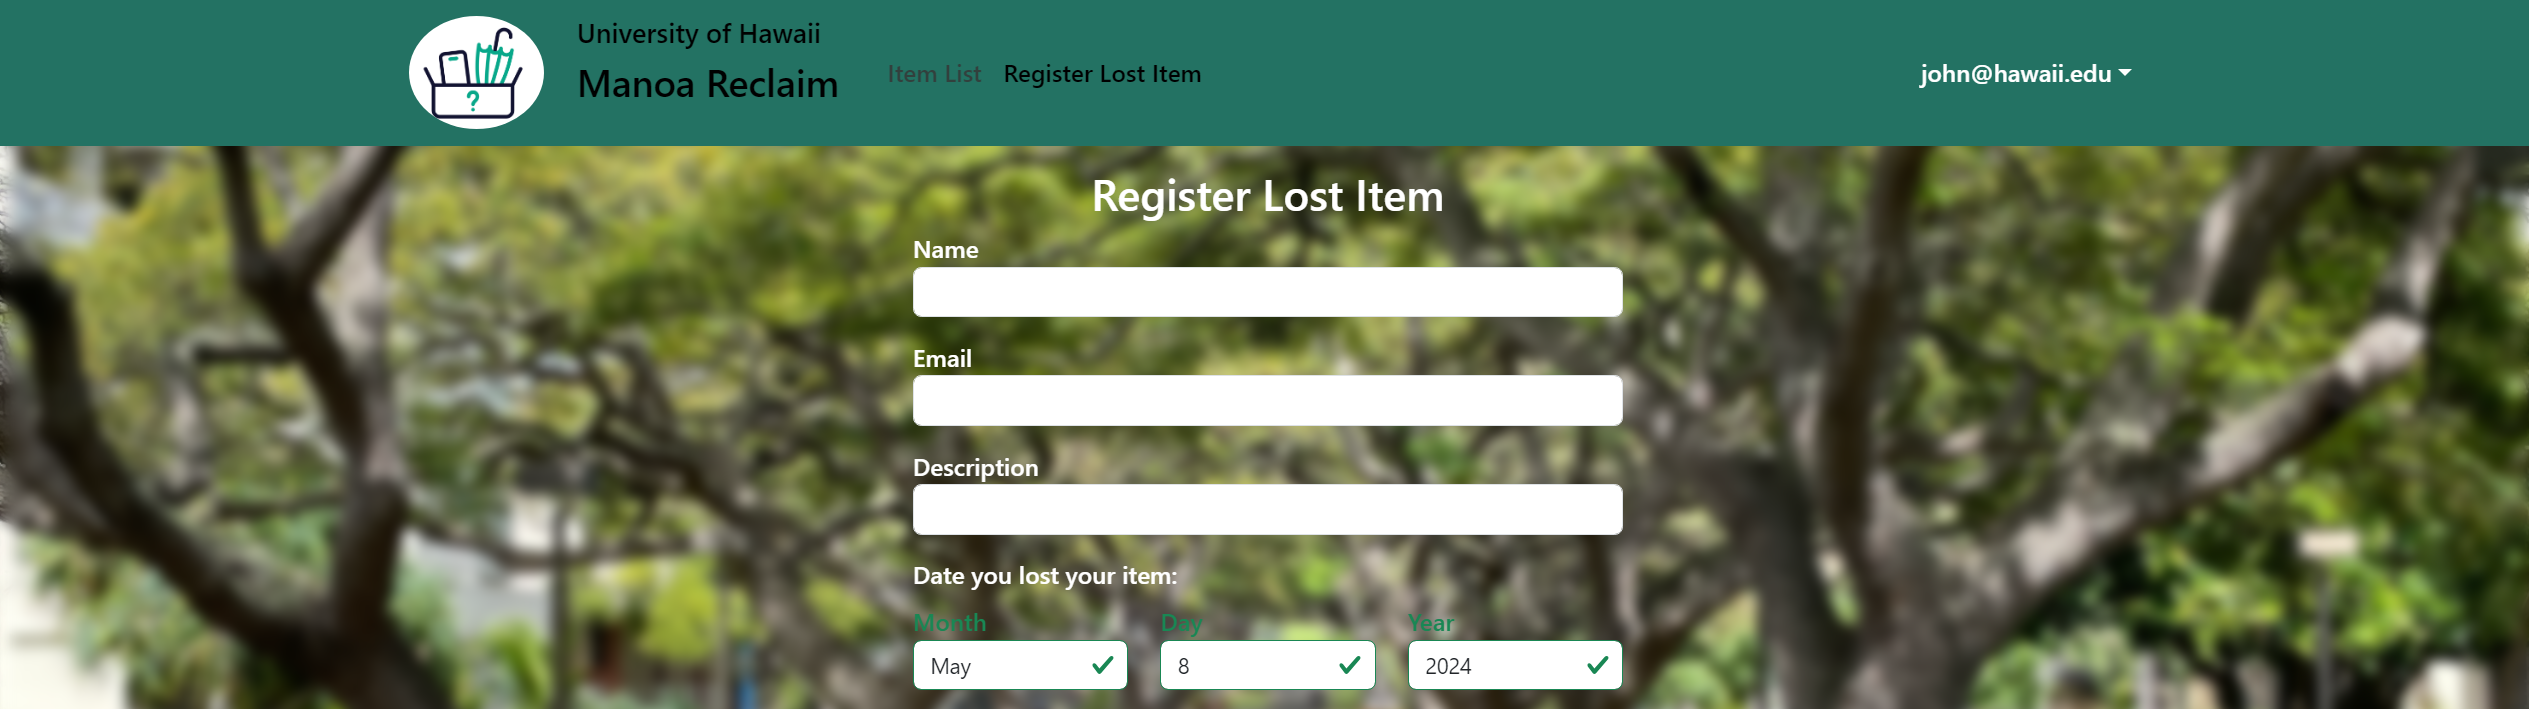 University of Hawaii
Manoa Reclaim
Item List Register Lost Item
john@hawaii.edu
Register Lost Item
Name
Email
Description
Date you lost your item:
Month Day Year
May 8 2024